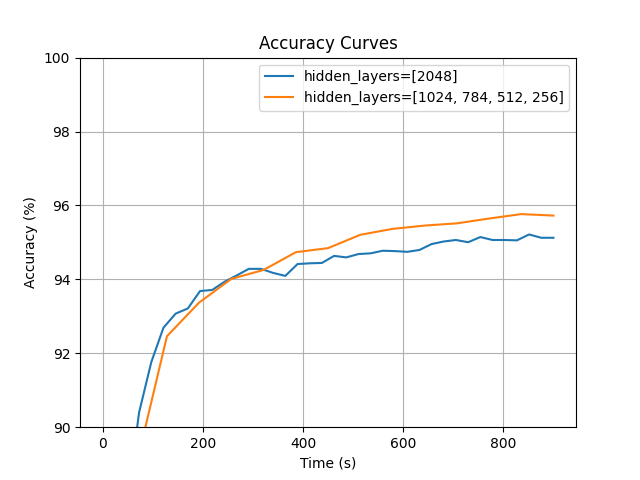 Accuracy Curves
hidden_layers=[2048]
hidden_layers=[1024, 784, 512, 256]
Accuracy (%)
100
98
96
94
92
90
0 200 400 600 800
Time (s)